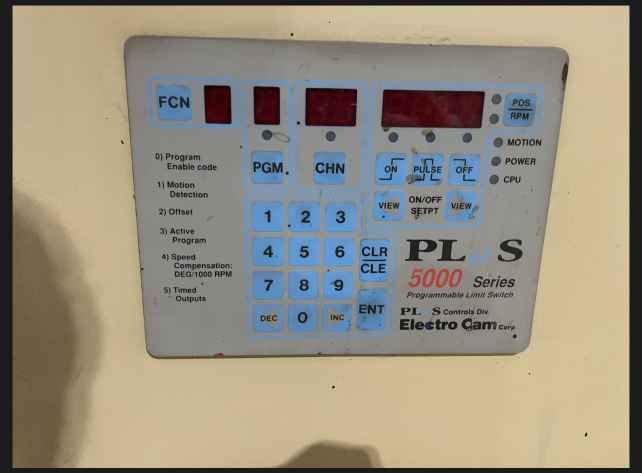 FCN
POS
RPM
MOTION
POWER
CPU
PGM
CHN
ON
PULSE
OFF
VIEW
ON/OFF
SETPT
VIEW
0) Program
Enable code
1) Motion
Detection
2) Offset
3) Active
Program
4) Speed
Compensation:
DEG/1000 RPM
5) Timed
Outputs
1 2 3
4 5 6
7 8 9
DEC 0 INC
CLR
CLE
ENT
PL S
5000 Series
Programmable Limit Switch
PL S Controls Div.
Electro Cam Corp.